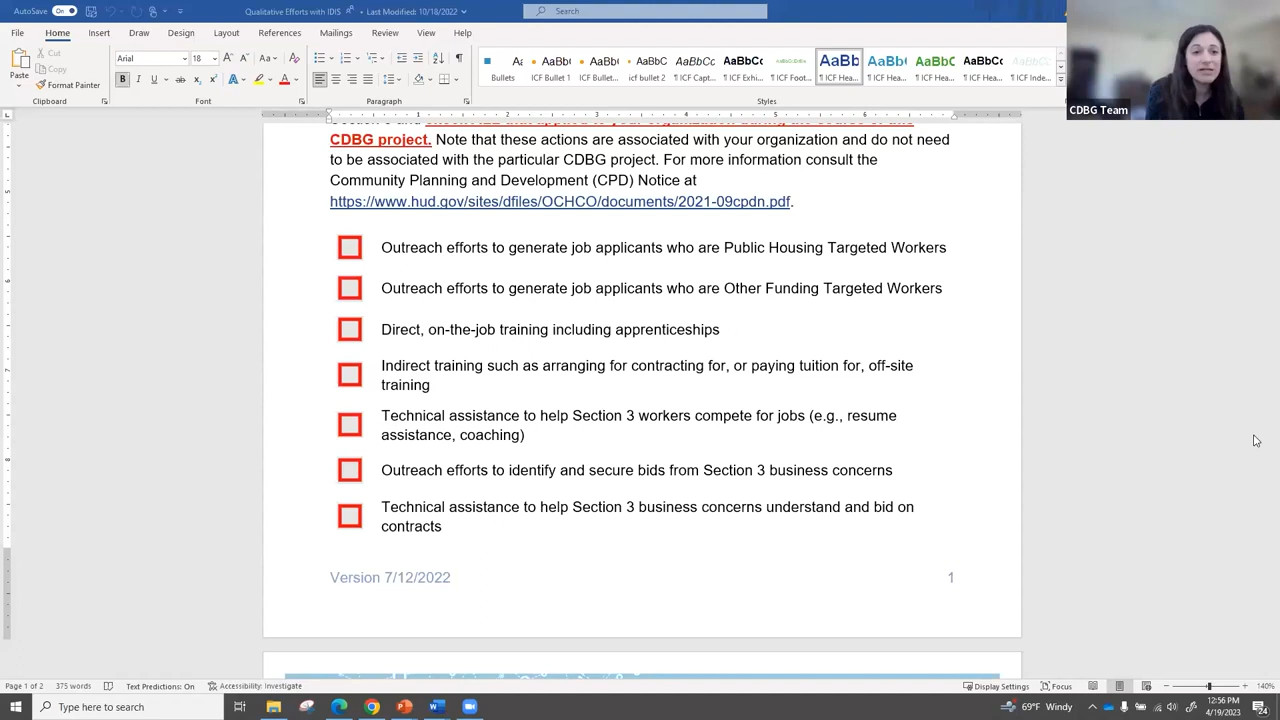 AutoSave On Qualitative Efforts with IDIS • Last Modified: 10/18/2022 Search
File Home Insert Draw Design Layout References Mailings Review View Help
Cut
Copy
Format Painter
Paste
Arial 18
Clipboard Font Paragraph Styles
Bullets ICF Bullet 1 ICF Bullet... icf bullet 2 ¶ ICF Capt... ¶ ICF Exhi... ¶ ICF Foot... ¶ ICF Hea... ¶ ICF Hea... ¶ ICF Hea... ¶ ICF Hea... ¶ ICF Inde...
CDBG Team
CDBG project. Note that these actions are associated with your organization and do not need
to be associated with the particular CDBG project. For more information consult the
Community Planning and Development (CPD) Notice at
https://www.hud.gov/sites/dfiles/OCHCO/documents/2021-09cpdn.pdf.
Outreach efforts to generate job applicants who are Public Housing Targeted Workers
Outreach efforts to generate job applicants who are Other Funding Targeted Workers
Direct, on-the-job training including apprenticeships
Indirect training such as arranging for contracting for, or paying tuition for, off-site
training
Technical assistance to help Section 3 workers compete for jobs (e.g., resume
assistance, coaching)
Outreach efforts to identify and secure bids from Section 3 business concerns
Technical assistance to help Section 3 business concerns understand and bid on
contracts
Version 7/12/2022 1
Page 1 of 2 375 words Text Predictions: On Accessibility: Investigate Display Settings Focus 140%
Type here to search 69°F Windy 12:56 PM
4/19/2023 24